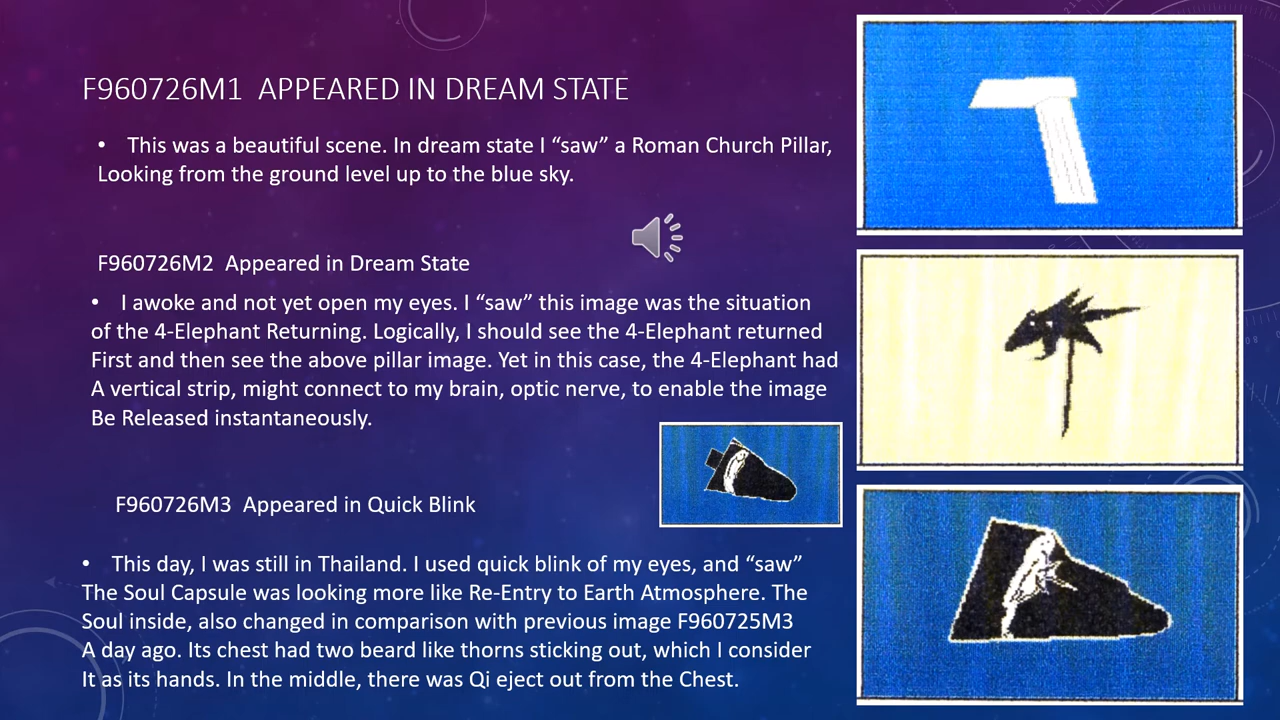 F960726M1 APPEARED IN DREAM STATE
• This was a beautiful scene. In dream state I “saw” a Roman Church Pillar,
Looking from the ground level up to the blue sky.
F960726M2 Appeared in Dream State
• I awoke and not yet open my eyes. I “saw” this image was the situation
of the 4-Elephant Returning. Logically, I should see the 4-Elephant returned
First and then see the above pillar image. Yet in this case, the 4-Elephant had
A vertical strip, might connect to my brain, optic nerve, to enable the image
Be Released instantaneously.
F960726M3 Appeared in Quick Blink
• This day, I was still in Thailand. I used quick blink of my eyes, and “saw”
The Soul Capsule was looking more like Re-Entry to Earth Atmosphere. The
Soul inside, also changed in comparison with previous image F960725M3
A day ago. Its chest had two beard like thorns sticking out, which I consider
It as its hands. In the middle, there was Qi eject out from the Chest.